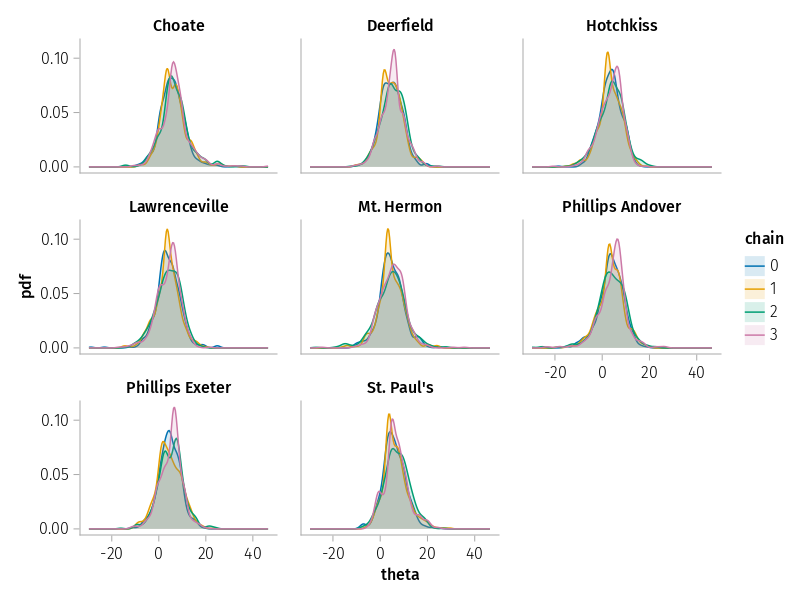 Choate
Deerfield
Hotchkiss
0.10
0.05
0.00
Lawrenceville
Mt. Hermon
Phillips Andover
0.10
0.05
0.00
pdf
-20 0 20 40
chain
0
1
2
3
Phillips Exeter
St. Paul's
0.10
0.05
0.00
-20 0 20 40
-20 0 20 40
theta